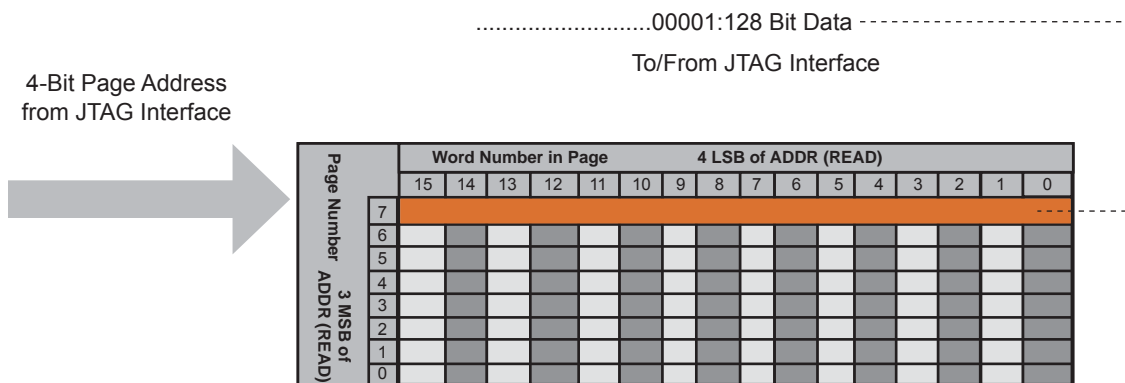 ...........................00001:128 Bit Data
To/From JTAG Interface
4-Bit Page Address
from JTAG Interface
Page Number
3 MSB of
ADDR (READ)
Word Number in Page 4 LSB of ADDR (READ)
15 14 13 12 11 10 9 8 7 6 5 4 3 2 1 0
7
6
5
4
3
2
1
0